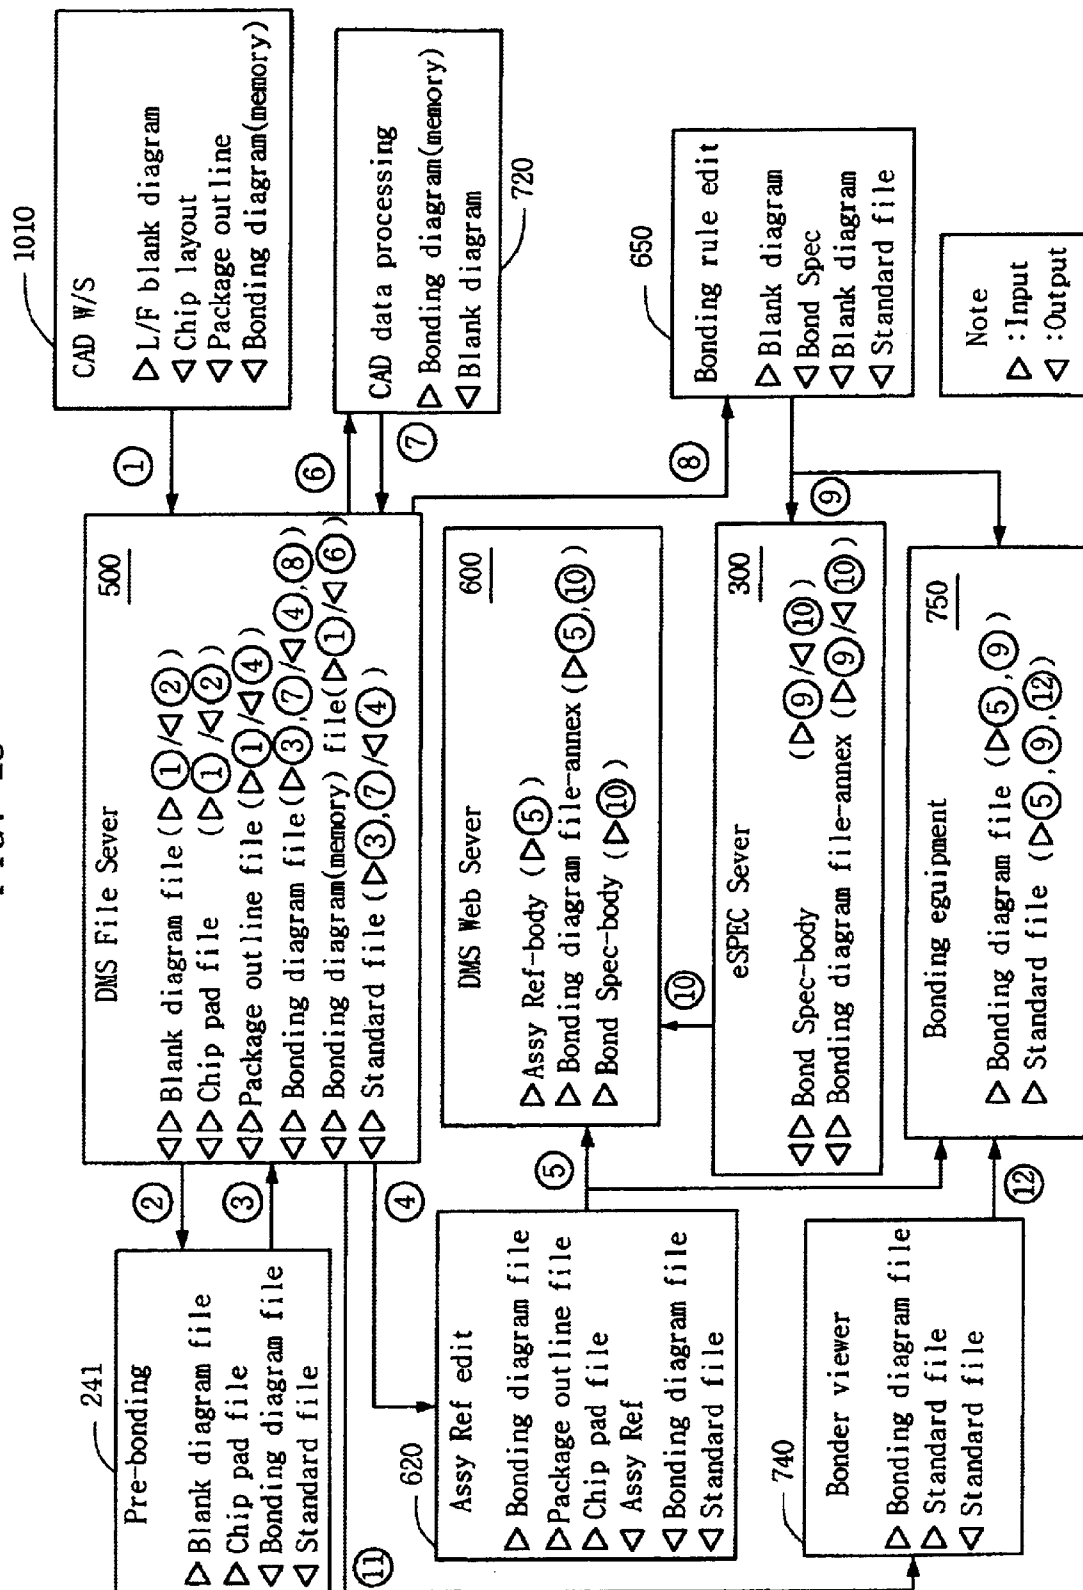 1010
CAD W/S
▷L/F blank diagram
◁Chip layout
◁Package outline
◁Bonding diagram(memory)
①
DMS File Sever
500
◁▷Blank diagram file(▷①/◁②)
◁▷Chip pad file (▷①/◁②)
◁▷Package outline file(▷①/◁④)
◁▷Bonding diagram file(▷③,⑦/◁④,⑧)
◁▷Bonding diagram(memory) file(▷①/◁⑥)
◁▷Standard file(▷③,⑦/◁④)
②
③
241
Pre-bonding
▷Blank diagram file
▷Chip pad file
◁Bonding diagram file
◁Standard file
⑥
⑦
CAD data processing
▷Bonding diagram(memory)
◁Blank diagram
720
④
⑪
620
Assy Ref edit
▷Bonding diagram file
▷Package outline file
▷Chip pad file
◁Assy Ref
◁Bonding diagram file
◁Standard file
⑤
DMS Web Sever
600
▷Assy Ref-body (▷⑤)
▷Bonding diagram file-annex(▷⑤,⑩)
▷Bond Spec-body (▷⑩)
⑧
650
Bonding rule edit
▷Blank diagram
◁Bond Spec
◁Blank diagram
◁Standard file
⑨
⑩
eSPEC Sever
300
◁▷Bond Spec-body (▷⑨/◁⑩)
◁▷Bonding diagram file-annex(▷⑨/◁⑩)
740
Bonder viewer
▷Bonding diagram file
▷Standard file
◁Standard file
⑫
Bonding eguipment
750
▷Bonding diagram file (▷⑤,⑨)
▷Standard file (▷⑤,⑨,⑫)
Note
▷:Input
◁:Output